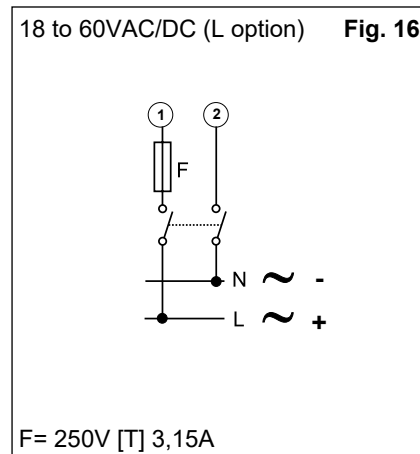 18 to 60VAC/DC (L option) Fig. 16
1 2
F
N ~ -
L ~ +
F= 250V [T] 3,15A